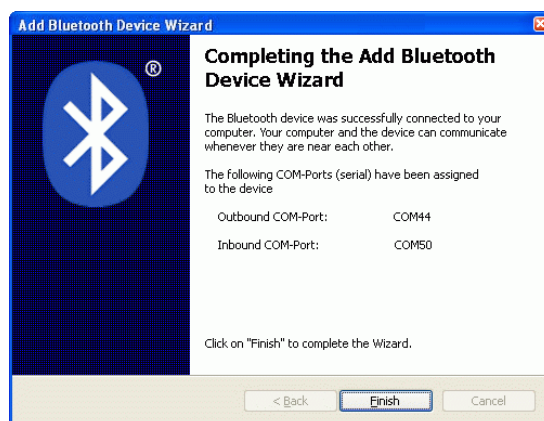 Add Bluetooth Device Wizard
®
Completing the Add Bluetooth
Device Wizard
The Bluetooth device was successfully connected to your
computer. Your computer and the device can communicate
whenever they are near each other.
The following COM-Ports (serial) have been assigned
to the device
Outbound COM-Port: COM44
Inbound COM-Port: COM50
Click on "Finish" to complete the Wizard.
< Back Finish Cancel